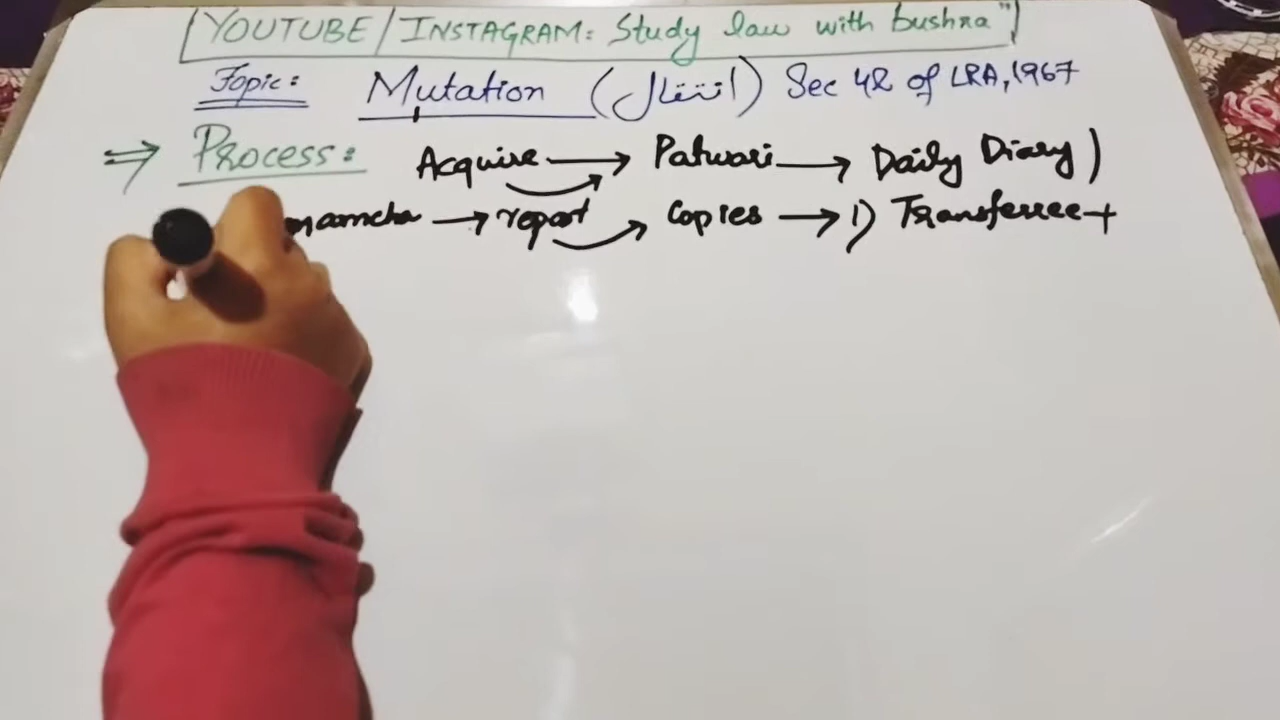 YOUTUBE/INSTAGRAM: Study law with bushra"
Topic: Mutation (انتقال) Sec 42 of LRA, 1967
⇒ Process: Acquire → Patwari → Daily Diary)
→ report → Copies → 1) Transferee +